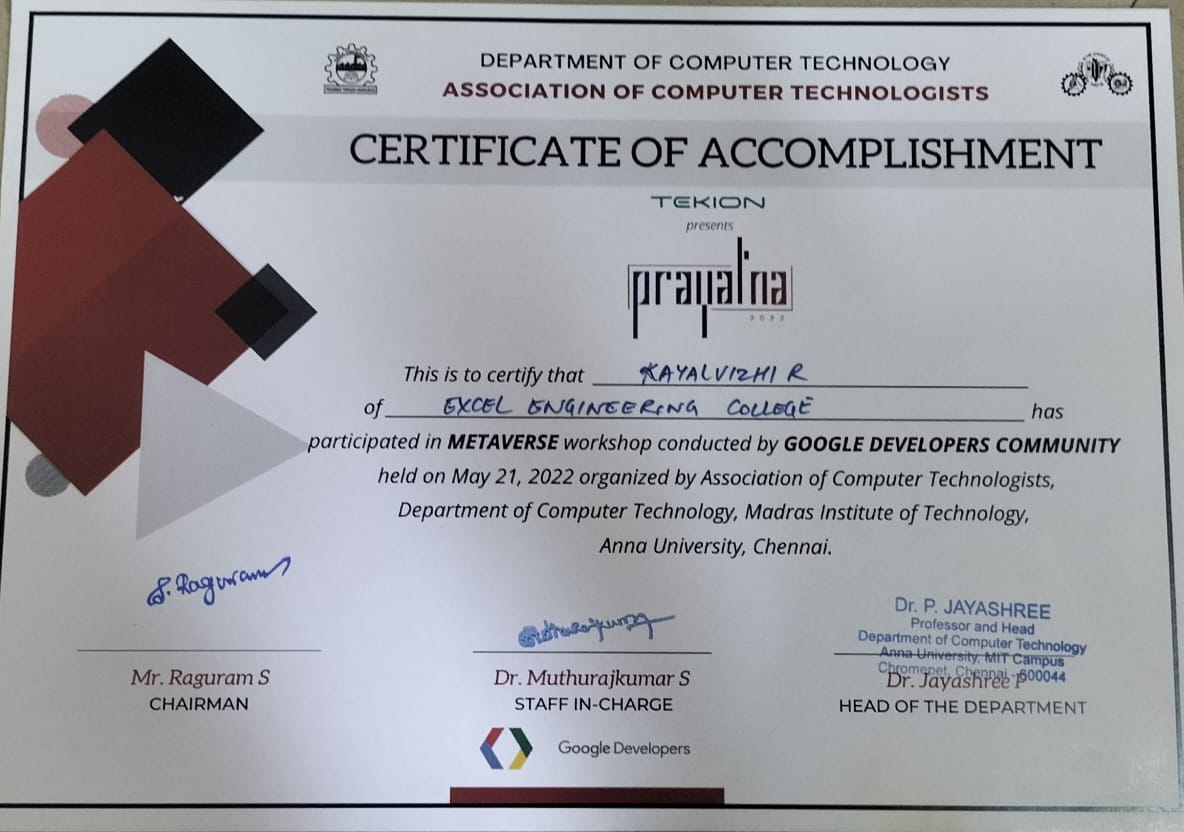 DEPARTMENT OF COMPUTER TECHNOLOGY
ASSOCIATION OF COMPUTER TECHNOLOGISTS
CERTIFICATE OF ACCOMPLISHMENT
TEKION
presents
prayatna
2022
This is to certify that KAYALVIZHI R
of EXCEL ENGINEERING COLLEGE has
participated in METAVERSE workshop conducted by GOOGLE DEVELOPERS COMMUNITY
held on May 21, 2022 organized by Association of Computer Technologists,
Department of Computer Technology, Madras Institute of Technology,
Anna University, Chennai.
S. Raguram
Mr. Raguram S
CHAIRMAN
Dr. Muthurajkumar S
STAFF IN-CHARGE
Dr. P. JAYASHREE
Professor and Head
Department of Computer Technology
Anna University, MIT Campus
Chromepet, Chennai - 600044
Dr. Jayashree P
HEAD OF THE DEPARTMENT
Google Developers